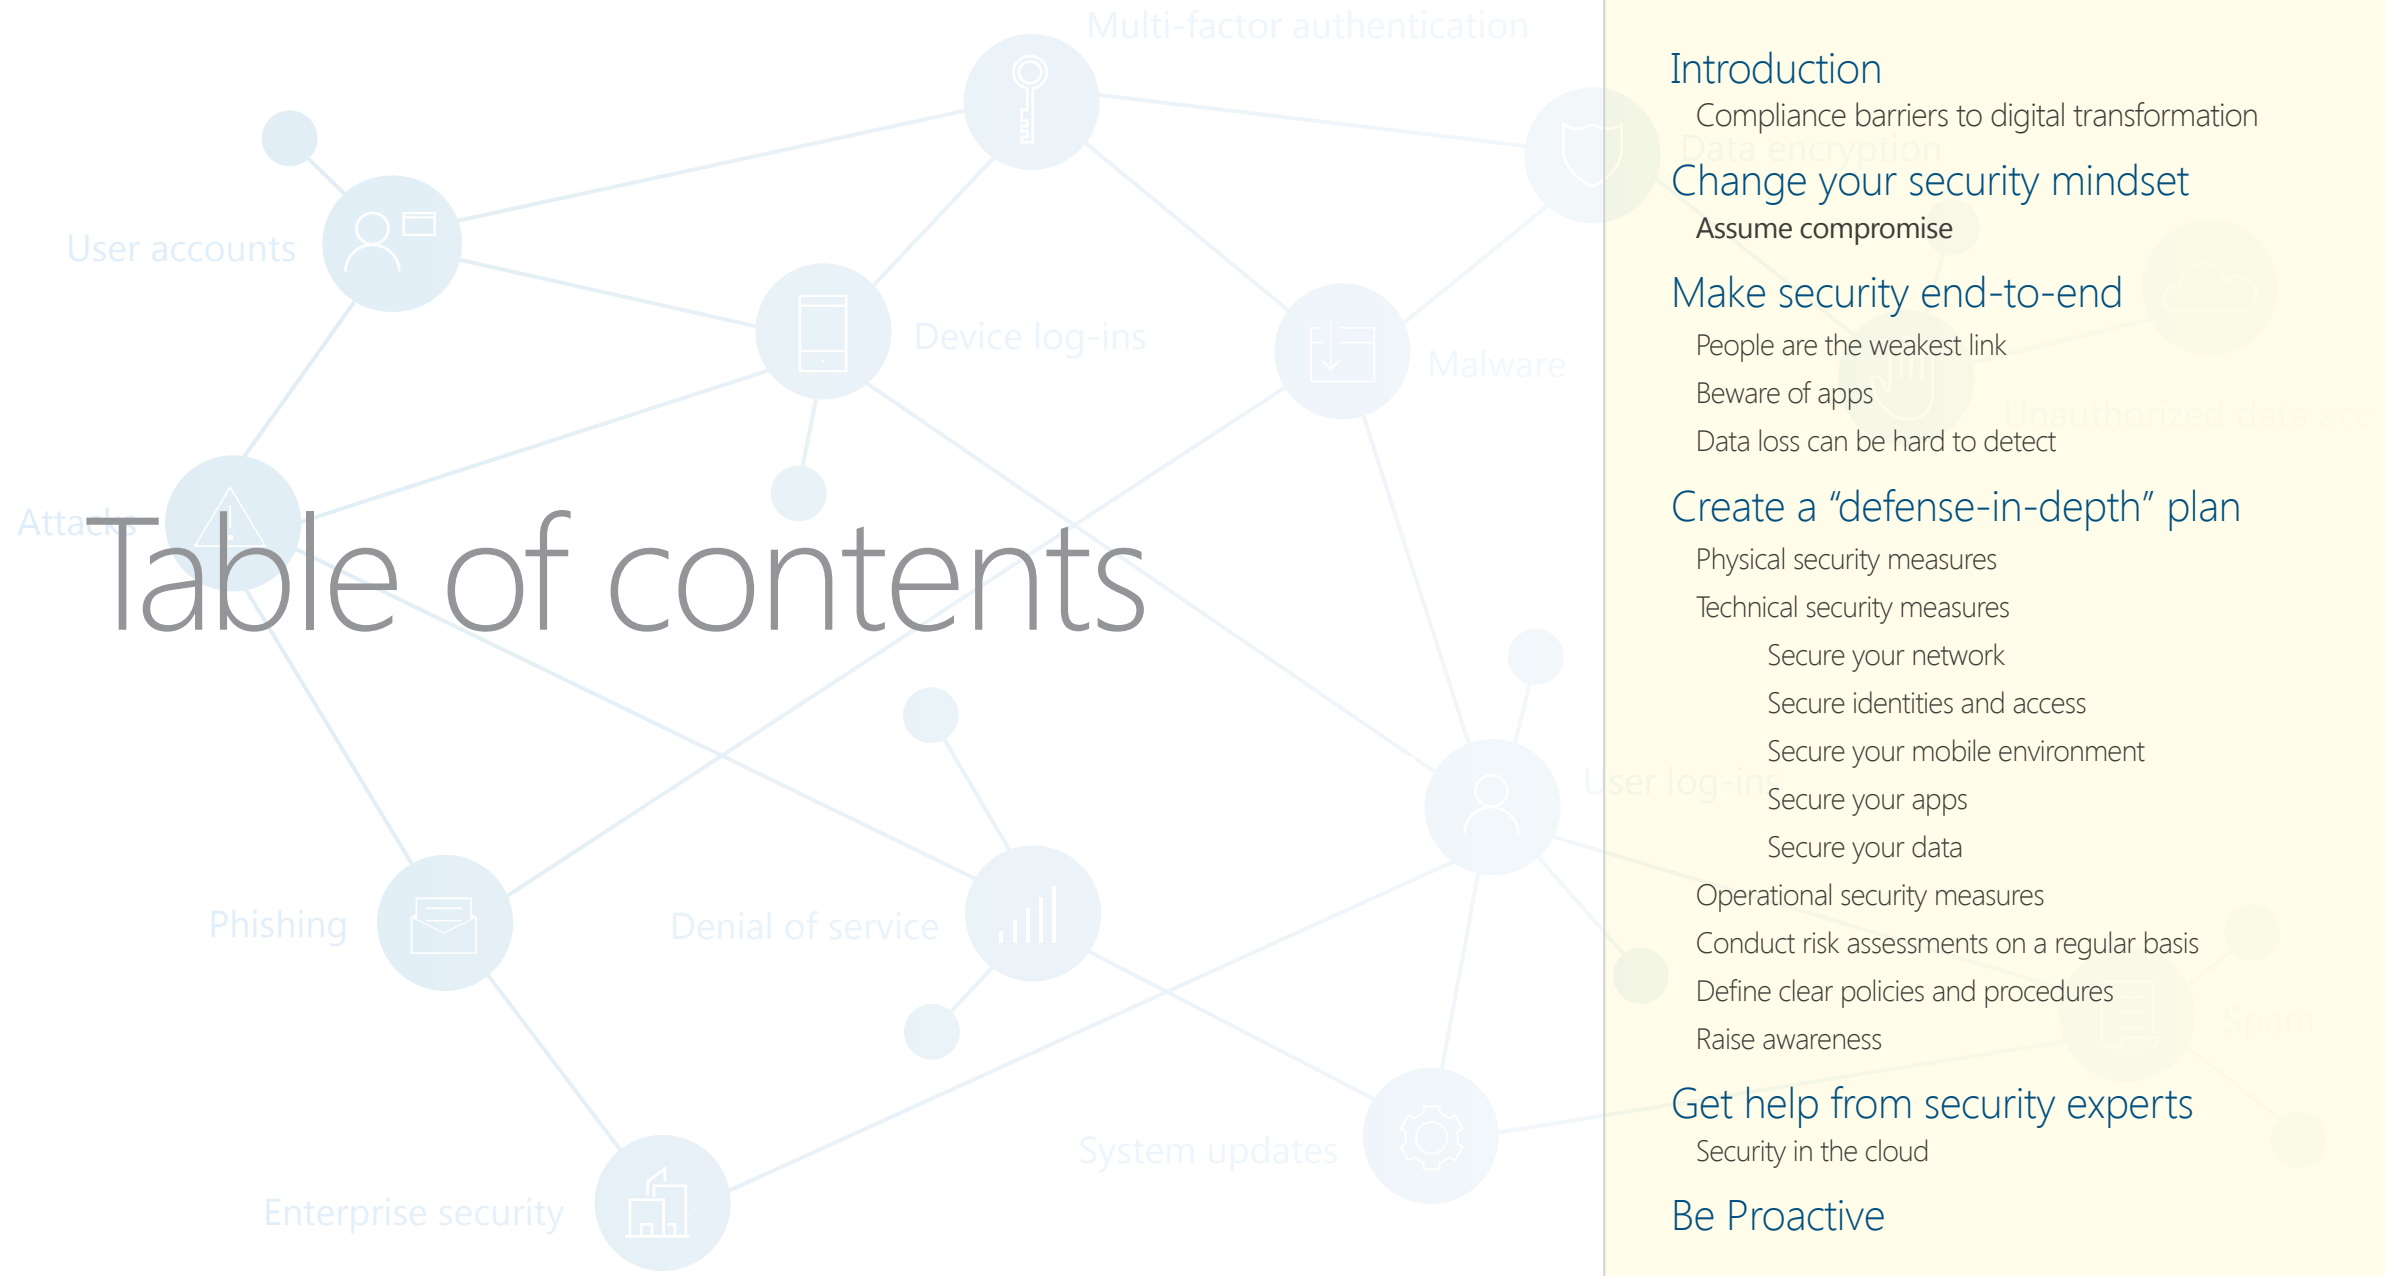 Multi-factor authentication
User accounts
Device log-ins
Malware
Attacks
Table of contents
Phishing
Denial of service
User log-ins
System updates
Enterprise security
Data encryption
Unauthorized data acc
Spam
Introduction
Compliance barriers to digital transformation
Change your security mindset
Assume compromise
Make security end-to-end
People are the weakest link
Beware of apps
Data loss can be hard to detect
Create a “defense-in-depth” plan
Physical security measures
Technical security measures
Secure your network
Secure identities and access
Secure your mobile environment
Secure your apps
Secure your data
Operational security measures
Conduct risk assessments on a regular basis
Define clear policies and procedures
Raise awareness
Get help from security experts
Security in the cloud
Be Proactive